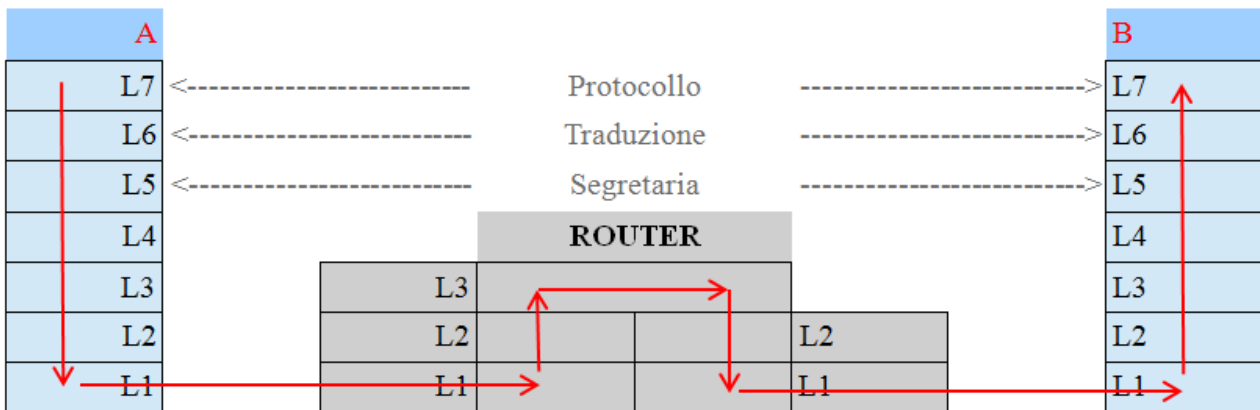 A B
L7 <--------------------------- Protocollo ---------------------------> L7
L6 <--------------------------- Traduzione ---------------------------> L6
L5 <--------------------------- Segretaria ---------------------------> L5
L4 ROUTER L4
L3 L3 L3
L2 L2 L2 L2
L1 L1 L1 L1